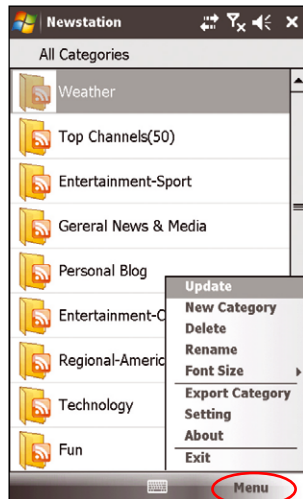 Newstation
All Categories
Weather
Top Channels(50)
Entertainment-Sport
Gereral News & Media
Personal Blog
Entertainment-C
Regional-Americ
Technology
Fun
Update
New Category
Delete
Rename
Font Size
Export Category
Setting
About
Exit
Menu